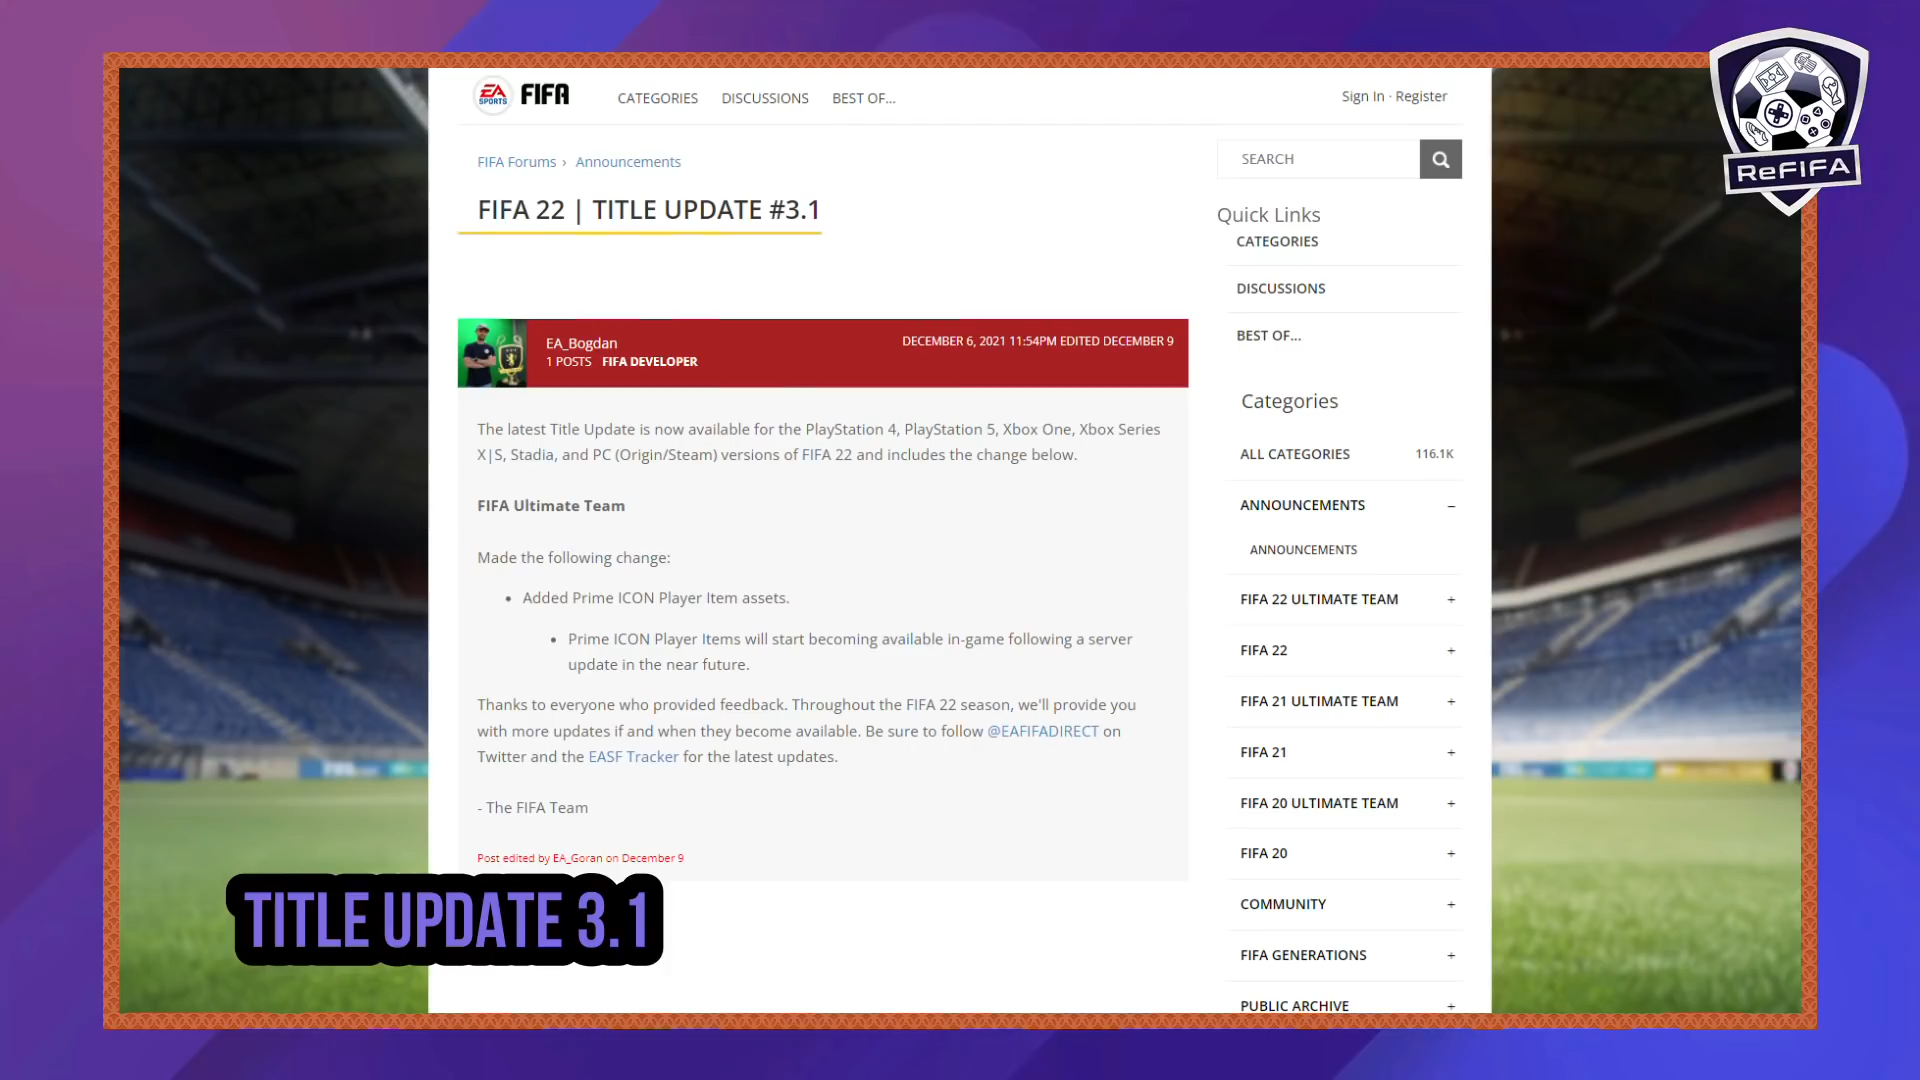 EA SPORTS FIFA
CATEGORIES DISCUSSIONS BEST OF...
Sign In · Register
ReFIFA
FIFA Forums › Announcements
SEARCH
FIFA 22 | TITLE UPDATE #3.1
Quick Links
CATEGORIES
DISCUSSIONS
BEST OF...
EA_Bogdan
1 POSTS FIFA DEVELOPER
DECEMBER 6, 2021 11:54PM EDITED DECEMBER 9
The latest Title Update is now available for the PlayStation 4, PlayStation 5, Xbox One, Xbox Series
X|S, Stadia, and PC (Origin/Steam) versions of FIFA 22 and includes the change below.
FIFA Ultimate Team
Made the following change:
• Added Prime ICON Player Item assets.
• Prime ICON Player Items will start becoming available in-game following a server
update in the near future.
Thanks to everyone who provided feedback. Throughout the FIFA 22 season, we'll provide you
with more updates if and when they become available. Be sure to follow @EAFIFADIRECT on
Twitter and the EASF Tracker for the latest updates.
- The FIFA Team
Post edited by EA_Goran on December 9
Categories
ALL CATEGORIES 116.1K
ANNOUNCEMENTS –
ANNOUNCEMENTS
FIFA 22 ULTIMATE TEAM +
FIFA 22 +
FIFA 21 ULTIMATE TEAM +
FIFA 21 +
FIFA 20 ULTIMATE TEAM +
FIFA 20 +
COMMUNITY +
FIFA GENERATIONS +
PUBLIC ARCHIVE +
TITLE UPDATE 3.1